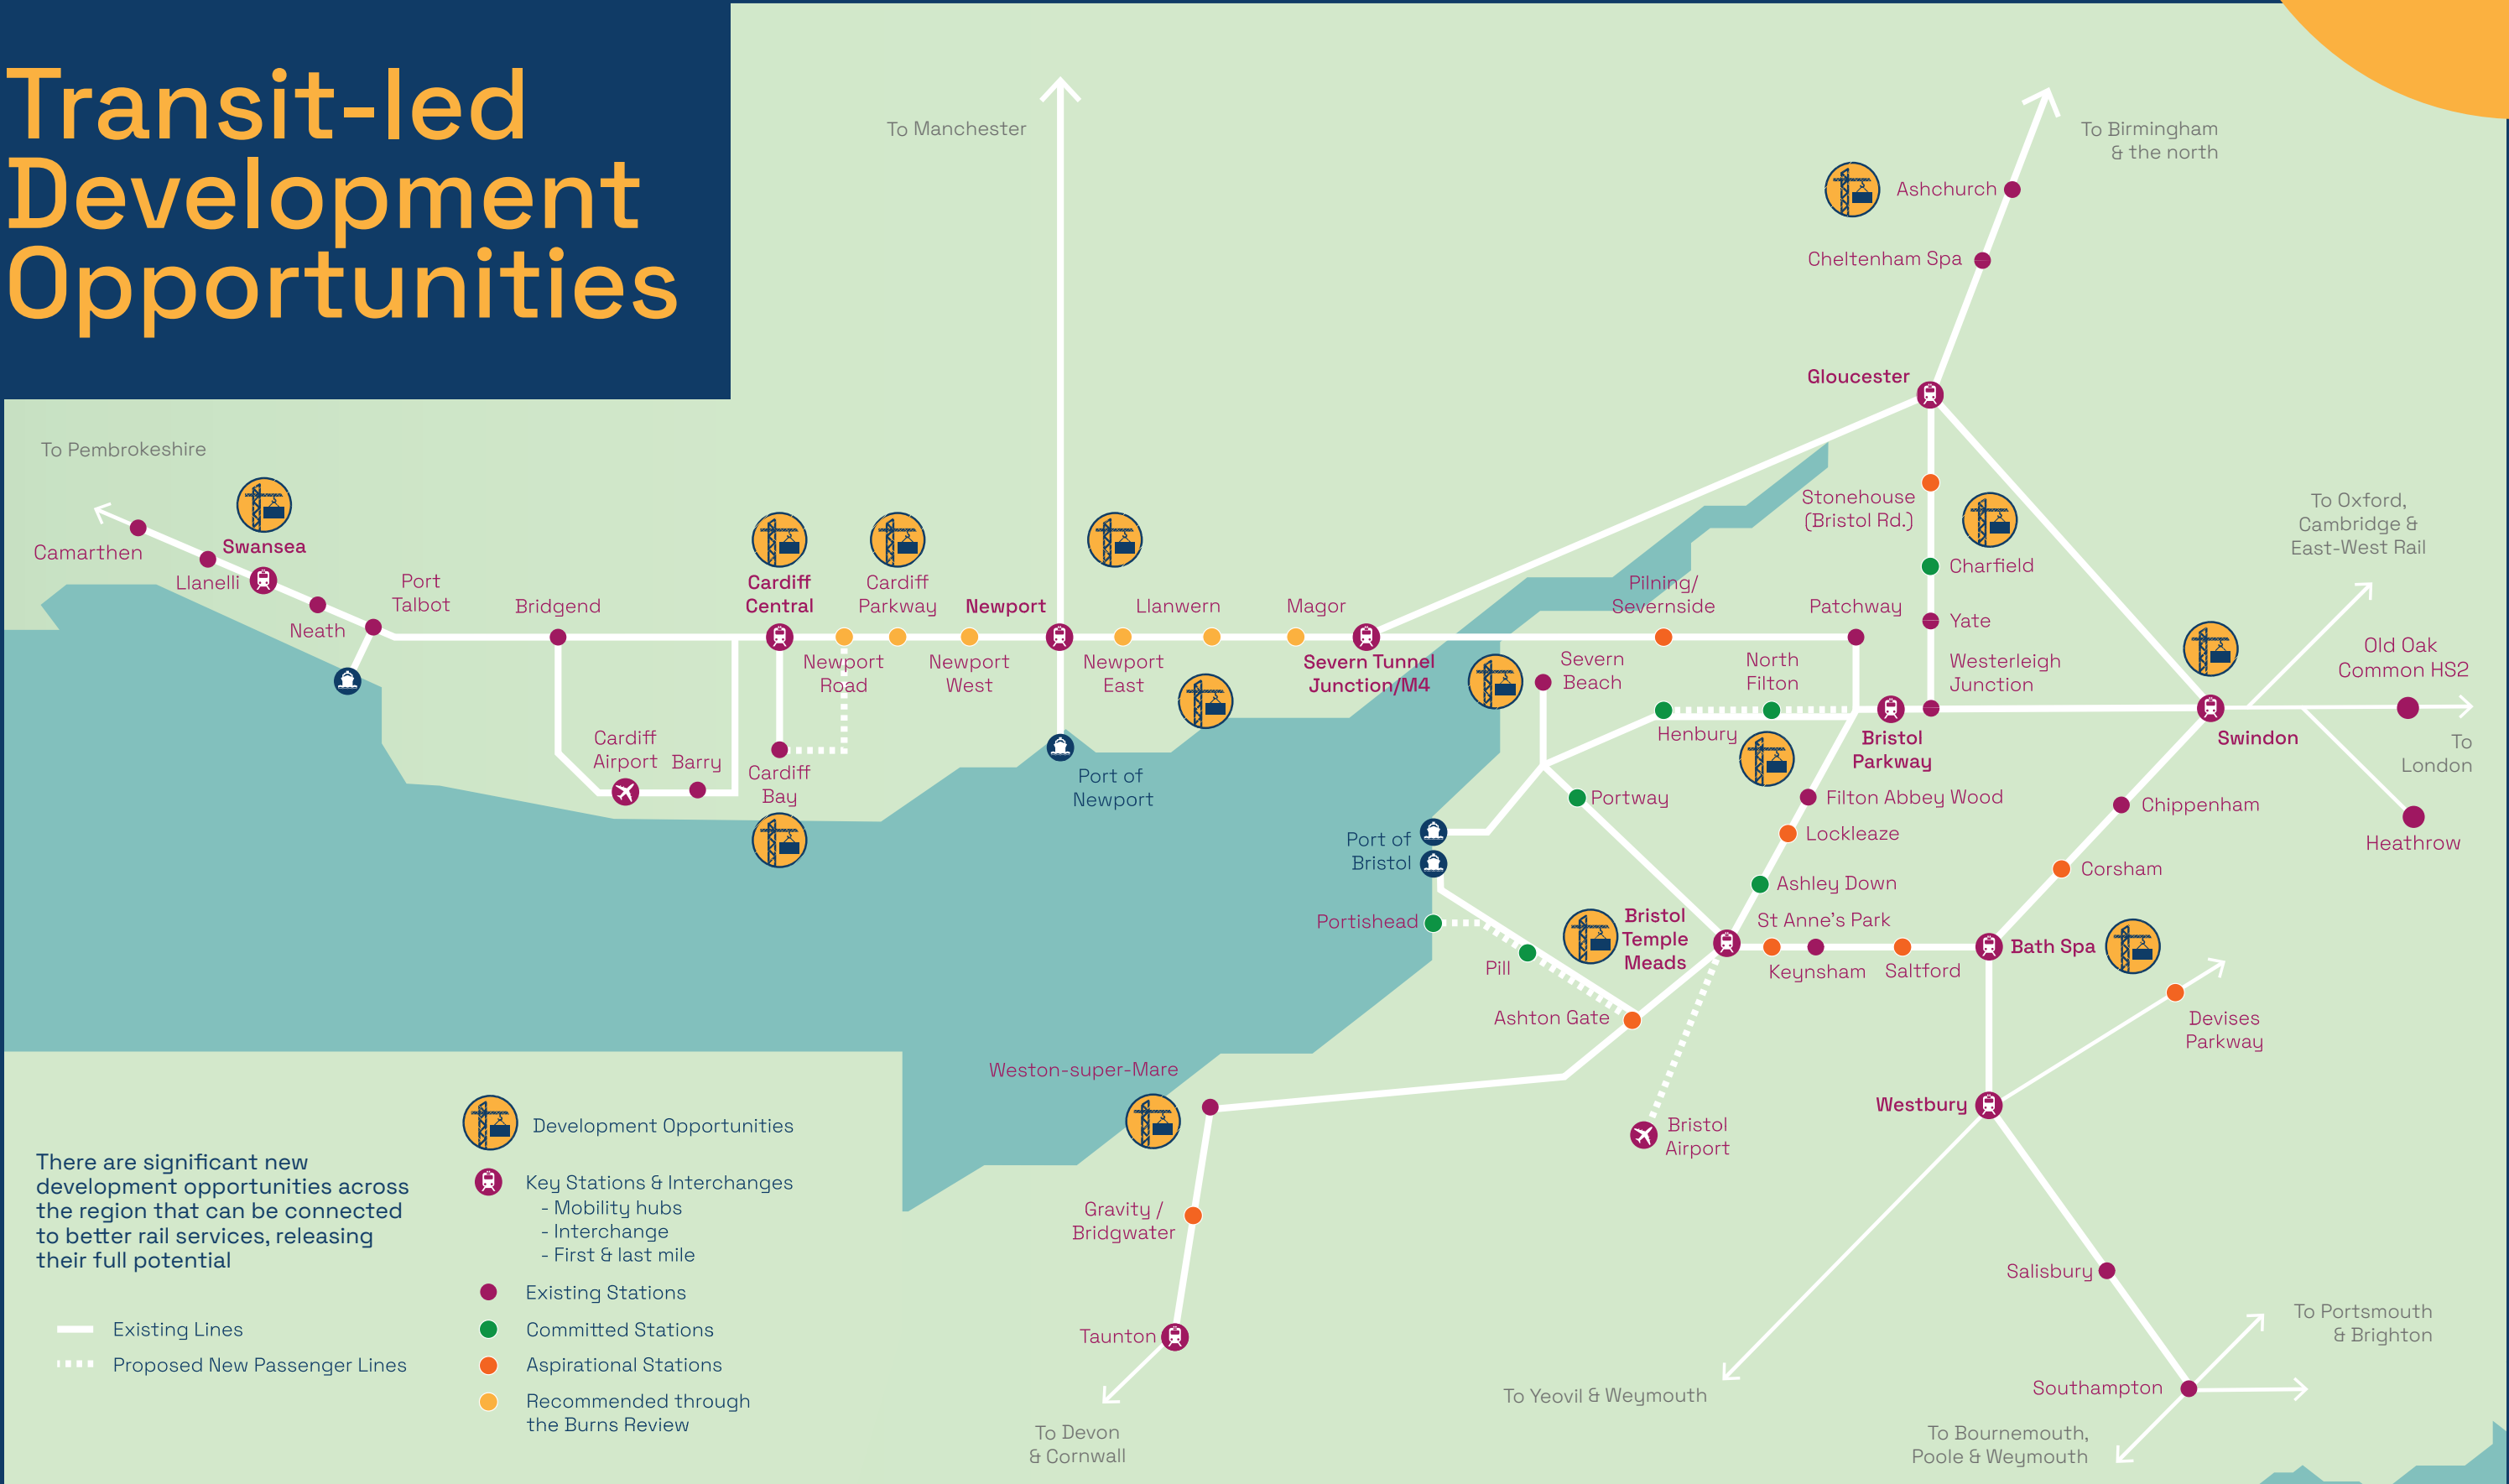 Transit-led
Development
Opportunities
To Manchester
To Birmingham
& the north
Ashchurch
Cheltenham Spa
Gloucester
To Pembrokeshire
Camarthen
Llanelli
Swansea
Neath
Port
Talbot
Bridgend
Cardiff
Central
Cardiff
Parkway
Newport
Llanwern
Magor
Newport
Road
Newport
West
Newport
East
Severn Tunnel
Junction/M4
Cardiff
Airport
Barry
Cardiff
Bay
Port of
Newport
Stonehouse
(Bristol Rd.)
Charfield
Pilning/
Severnside
Patchway
Yate
Westerleigh
Junction
Severn
Beach
North
Filton
Henbury
Bristol
Parkway
To Oxford,
Cambridge &
East-West Rail
Old Oak
Common HS2
Swindon
To
London
Heathrow
Portway
Filton Abbey Wood
Lockleaze
Ashley Down
Chippenham
Corsham
Port of
Bristol
Portishead
Pill
Ashton Gate
Bristol
Temple
Meads
St Anne's Park
Keynsham
Saltford
Bath Spa
Devises
Parkway
Westbury
Bristol
Airport
Weston-super-Mare
Gravity /
Bridgwater
Taunton
To Devon
& Cornwall
Salisbury
To Portsmouth
& Brighton
Southampton
To Yeovil & Weymouth
To Bournemouth,
Poole & Weymouth
There are significant new
development opportunities across
the region that can be connected
to better rail services, releasing
their full potential
Existing Lines
Proposed New Passenger Lines
Development Opportunities
Key Stations & Interchanges
- Mobility hubs
- Interchange
- First & last mile
Existing Stations
Committed Stations
Aspirational Stations
Recommended through
the Burns Review